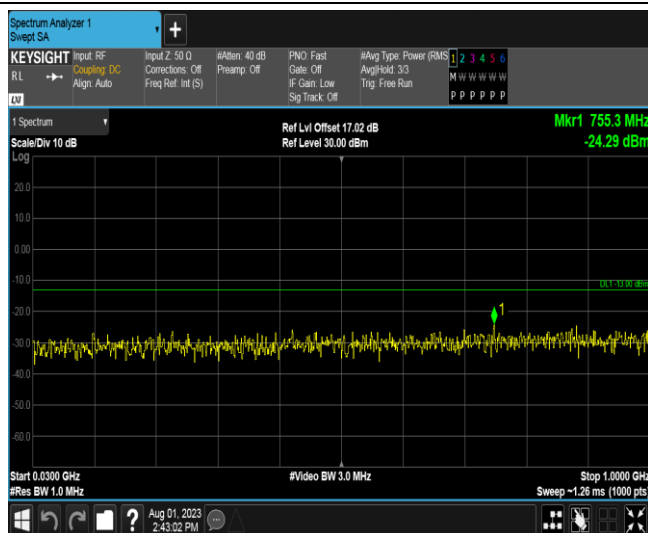 Spectrum Analyzer 1
Swept SA
+
KEYSIGHT
RL
LXI
Input: RF
Coupling: DC
Align: Auto
Input Z: 50 Ω
Corrections: Off
Freq Ref: Int (S)
#Atten: 40 dB
Preamp: Off
PNO: Fast
Gate: Off
IF Gain: Low
Sig Track: Off
#Avg Type: Power (RMS
Avg|Hold: 3/3
Trig: Free Run
1 2 3 4 5 6
M W W W W W
P P P P P P
1 Spectrum
Scale/Div 10 dB
Ref Lvl Offset 17.02 dB
Ref Level 30.00 dBm
Mkr1 755.3 MHz
-24.29 dBm
Log
20.0
10.0
0.00
-10.0
DL1 -13.00 dBm
-20.0
1
-30.0
-40.0
-50.0
-60.0
Start 0.0300 GHz
#Res BW 1.0 MHz
#Video BW 3.0 MHz
Stop 1.0000 GHz
Sweep ~1.26 ms (1000 pts)
?
Aug 01, 2023
2:43:02 PM